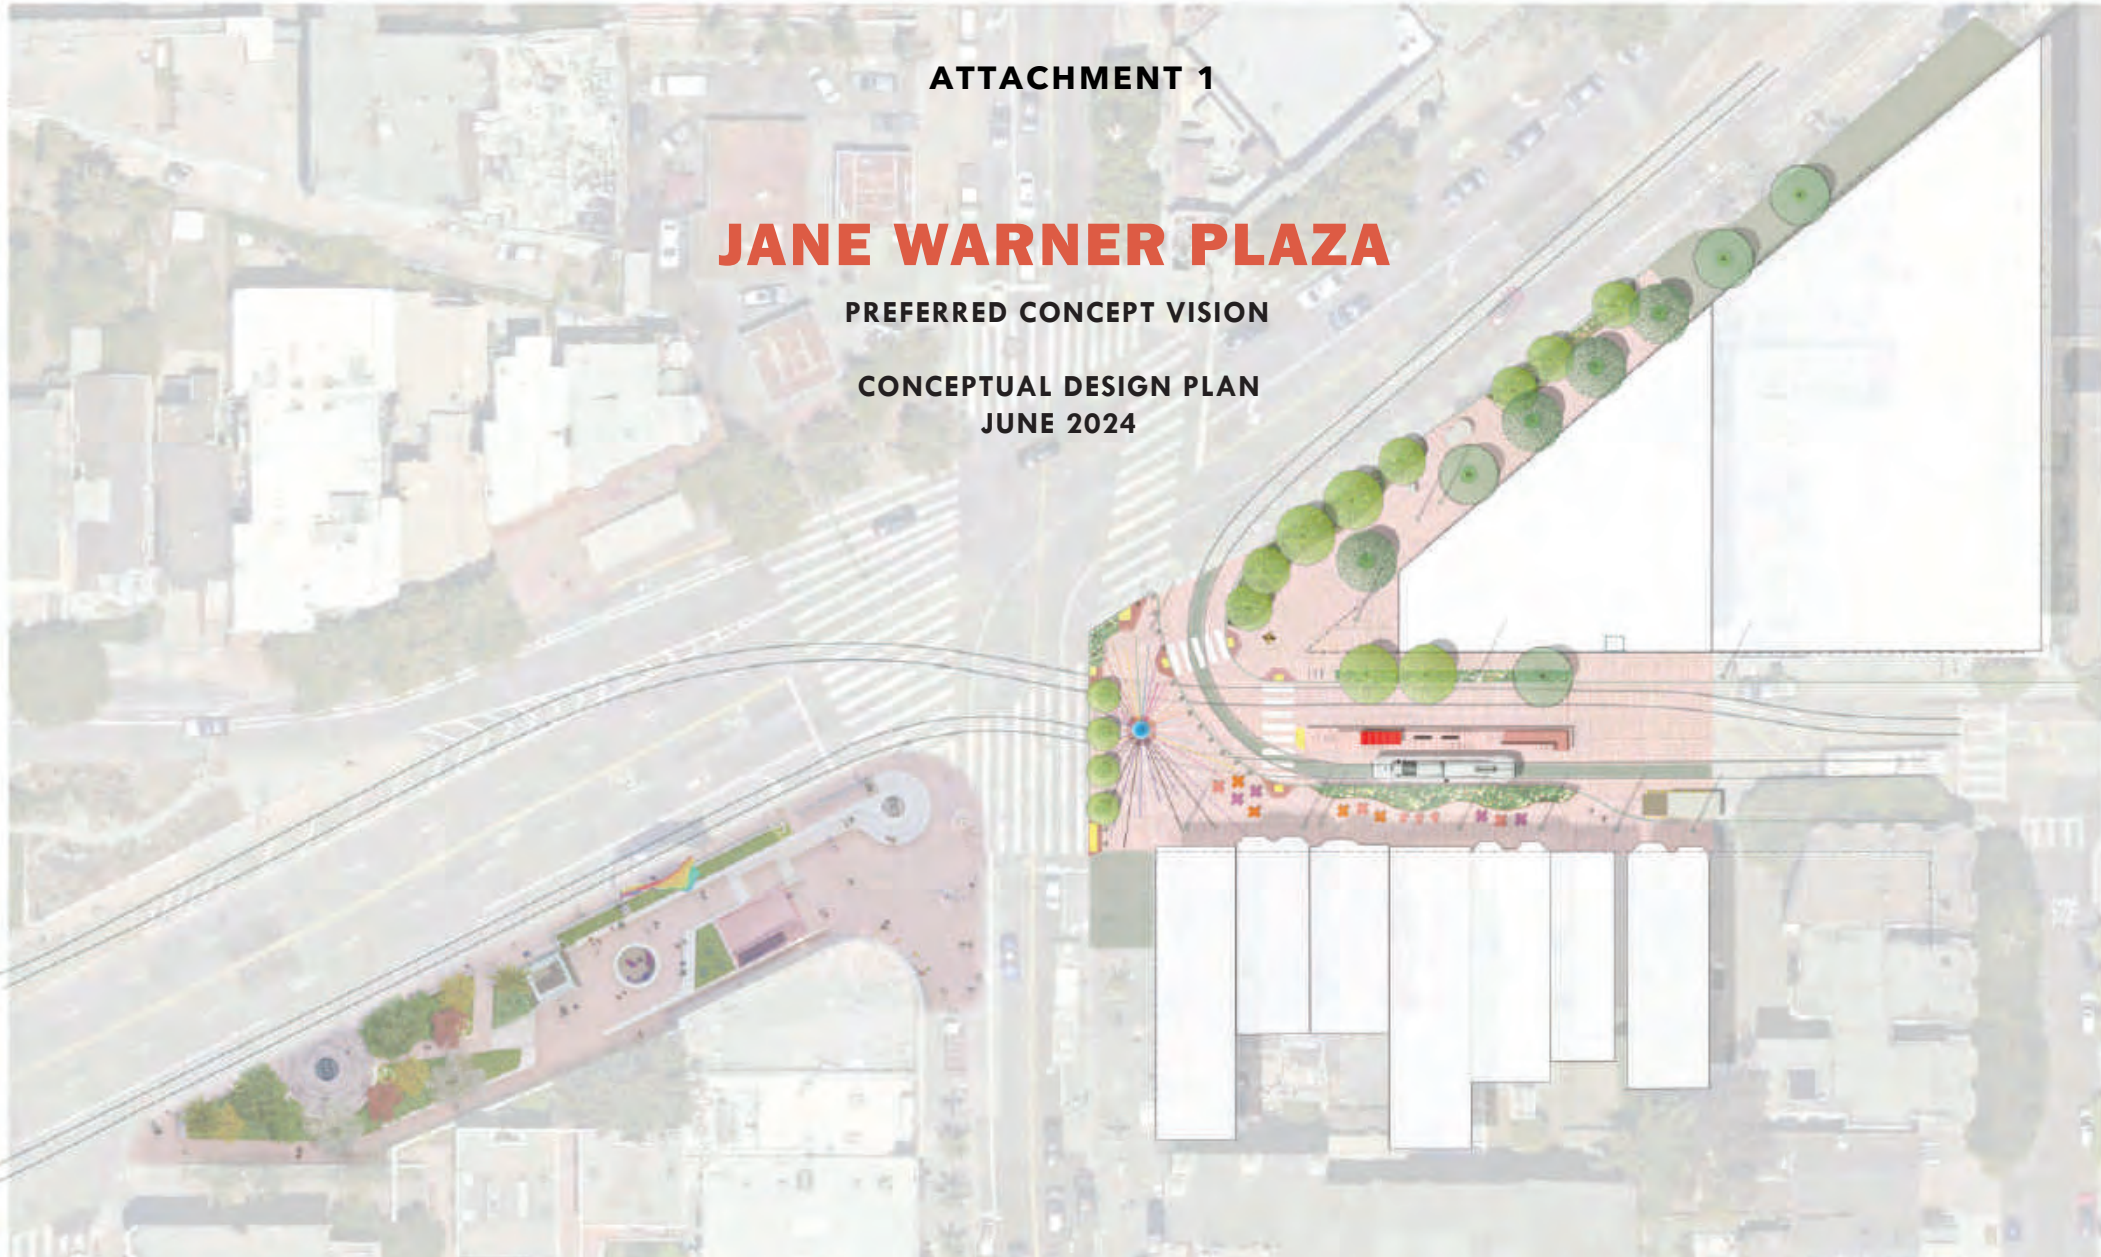 ATTACHMENT 1
JANE WARNER PLAZA
PREFERRED CONCEPT VISION
CONCEPTUAL DESIGN PLAN
JUNE 2024